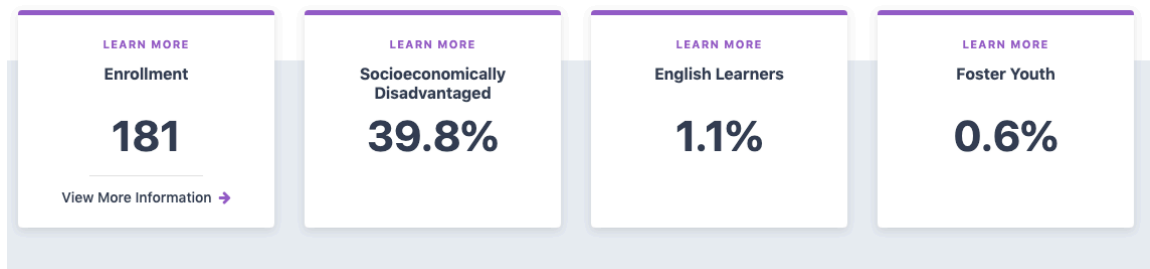 LEARN MORE
Enrollment
181
View More Information
LEARN MORE
Socioeconomically
Disadvantaged
39.8%
LEARN MORE
English Learners
1.1%
LEARN MORE
Foster Youth
0.6%